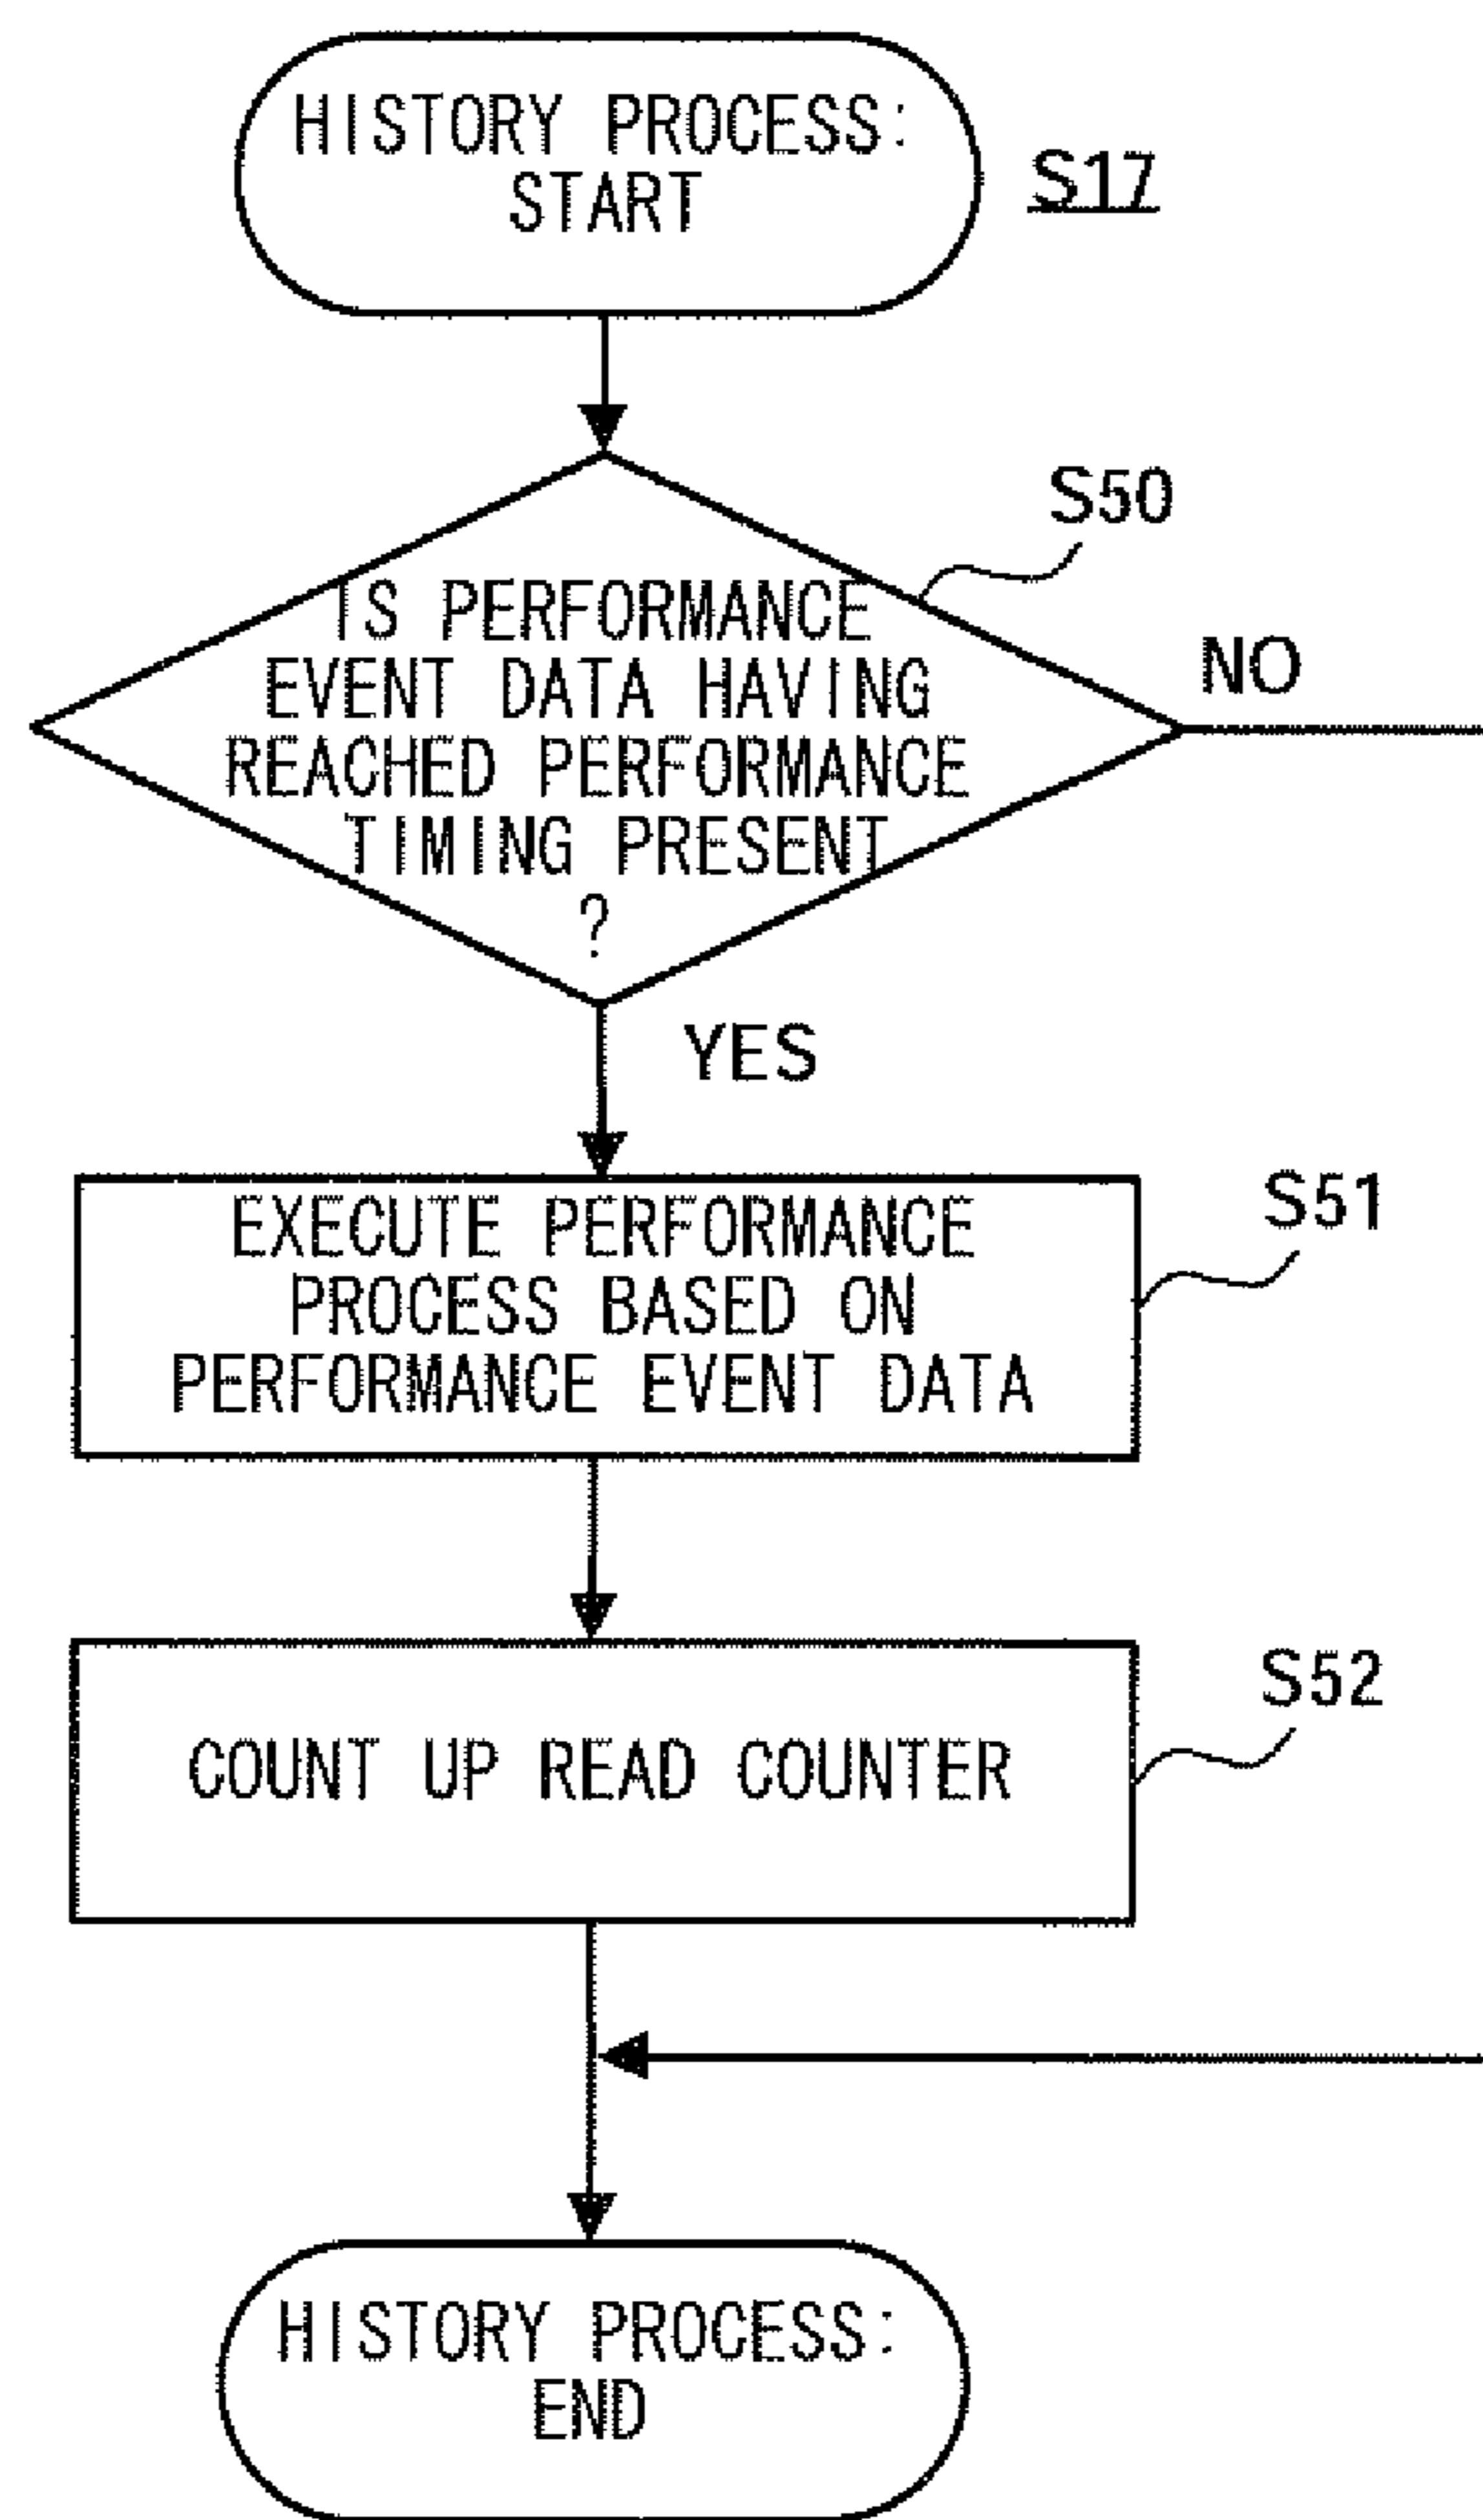 HISTORY PROCESS:
START
S17
S50
IS PERFORMANCE
EVENT DATA HAVING
REACHED PERFORMANCE
TIMING PRESENT
?
NO
YES
S51
EXECUTE PERFORMANCE
PROCESS BASED ON
PERFORMANCE EVENT DATA
S52
COUNT UP READ COUNTER
HISTORY PROCESS:
END